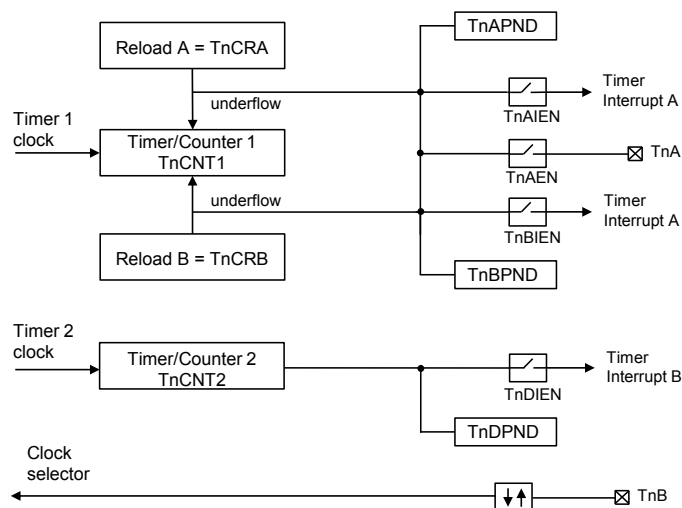 TnAPND
Reload A = TnCRA
underflow
TnAIEN
Timer
Interrupt A
Timer 1
clock
Timer/Counter 1
TnCNT1
TnAEN
TnA
underflow
TnBIEN
Timer
Interrupt A
Reload B = TnCRB
TnBPND
Timer 2
clock
Timer/Counter 2
TnCNT2
TnDIEN
Timer
Interrupt B
TnDPND
Clock
selector
TnB